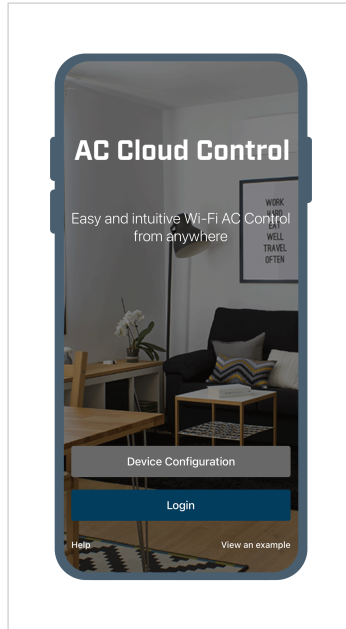 AC Cloud Control
Easy and intuitive Wi-Fi AC Control
from anywhere
WORK
HARD
EAT
WELL
TRAVEL
OFTEN
Device Configuration
Login
Help
View an example